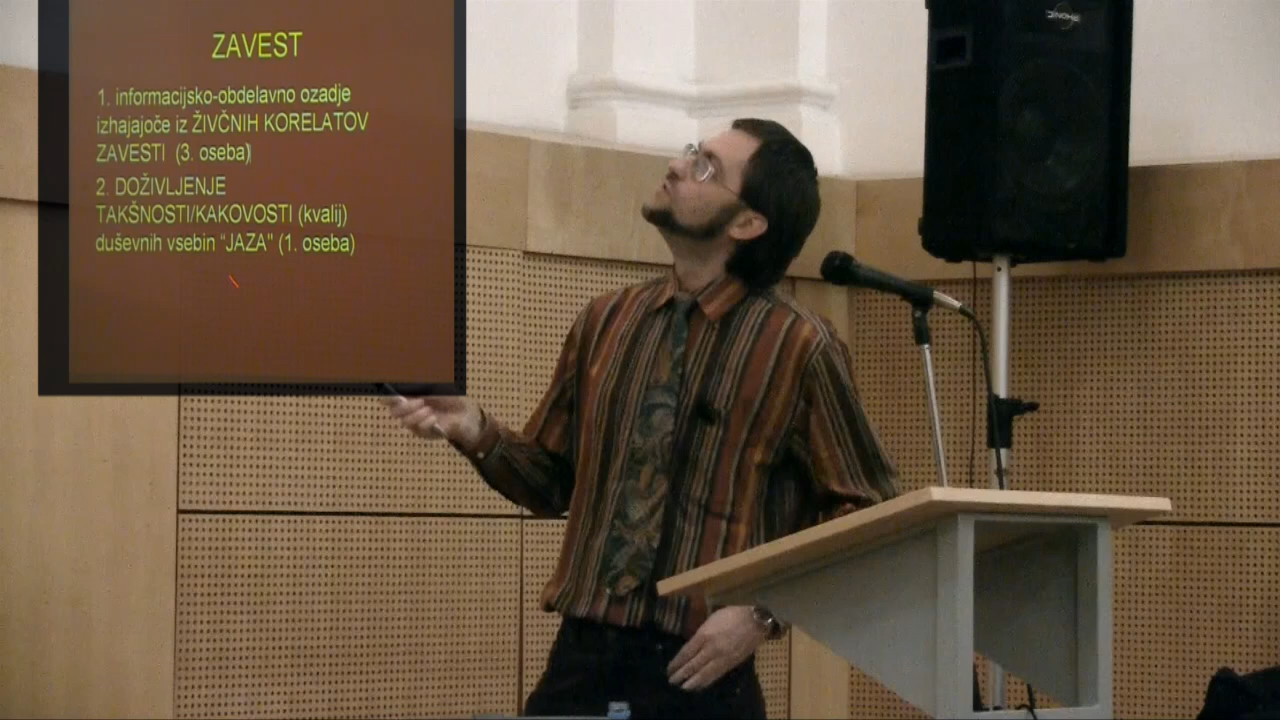 ZAVEST
1. informacijsko-obdelavno ozadje
izhajajoče iz ŽIVČNIH KORELATOV
ZAVESTI (3. oseba)
2. DOŽIVLJENJE
TAKŠNOSTI/KAKOVOSTI (kvalij)
duševnih vsebin "JAZA" (1. oseba)